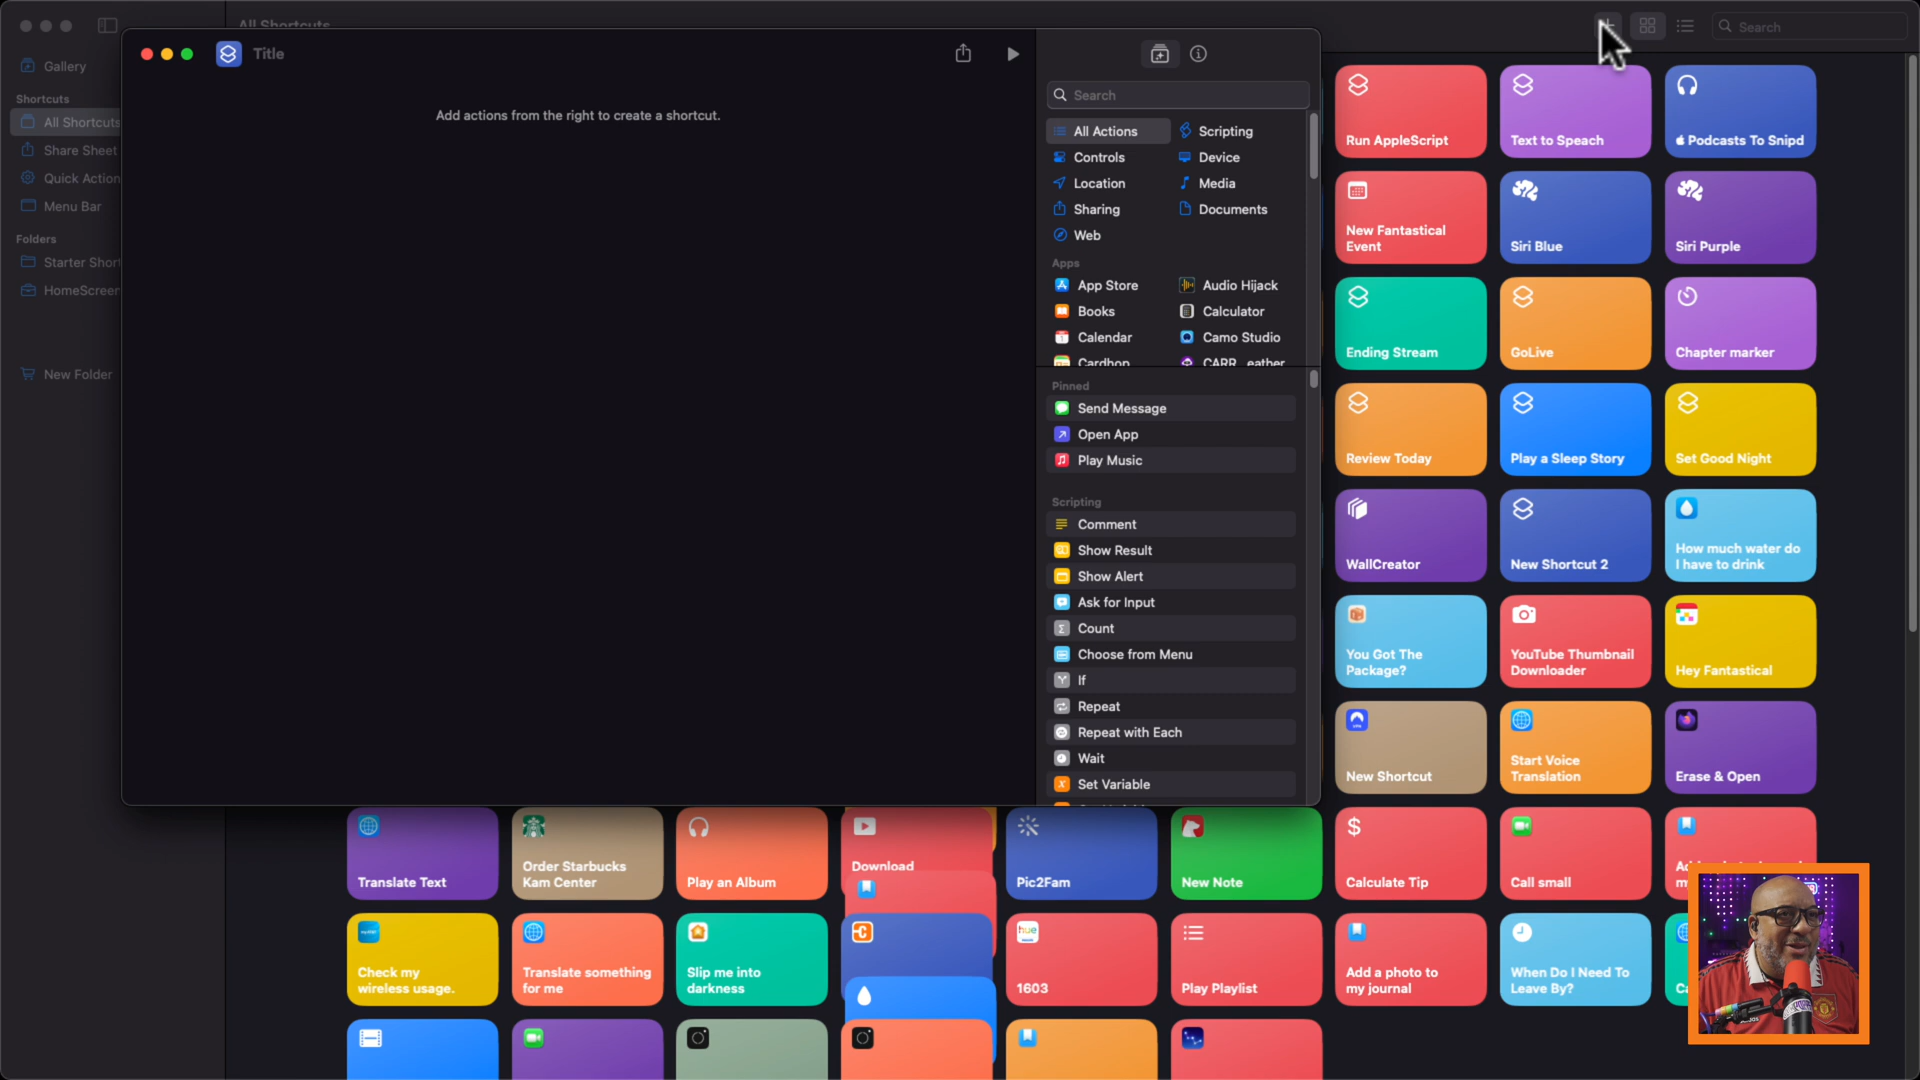 All Shortcuts
Search
Gallery
Shortcuts
All Shortcuts
Share Sheet
Quick Action
Menu Bar
Folders
Starter Short
HomeScreen
New Folder
Title
Add actions from the right to create a shortcut.
Search
All Actions
Scripting
Controls
Device
Location
Media
Sharing
Documents
Web
Apps
App Store
Audio Hijack
Books
Calculator
Calendar
Camo Studio
Cardhop
CARR...eather
Pinned
Send Message
Open App
Play Music
Scripting
Comment
Show Result
Show Alert
Ask for Input
Count
Choose from Menu
If
Repeat
Repeat with Each
Wait
Set Variable
Run AppleScript
Text to Speach
Podcasts To Snipd
New Fantastical
Event
Siri Blue
Siri Purple
Ending Stream
GoLive
Chapter marker
Review Today
Play a Sleep Story
Set Good Night
WallCreator
New Shortcut 2
How much water do
I have to drink
You Got The
Package?
YouTube Thumbnail
Downloader
Hey Fantastical
New Shortcut
Start Voice
Translation
Erase & Open
Translate Text
Order Starbucks
Kam Center
Play an Album
Download
Pic2Fam
New Note
Calculate Tip
Call small
Check my
wireless usage.
Translate something
for me
Slip me into
darkness
hue
1603
Play Playlist
Add a photo to
my journal
When Do I Need To
Leave By?